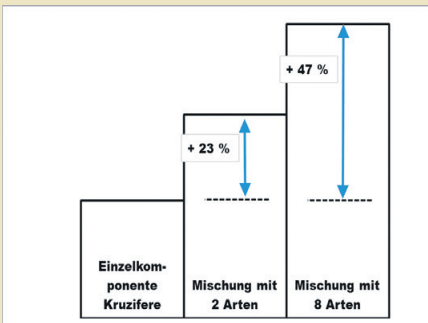 + 47 %
+ 23 %
Einzelkom-
ponente
Kruzifere
Mischung mit
2 Arten
Mischung mit
8 Arten